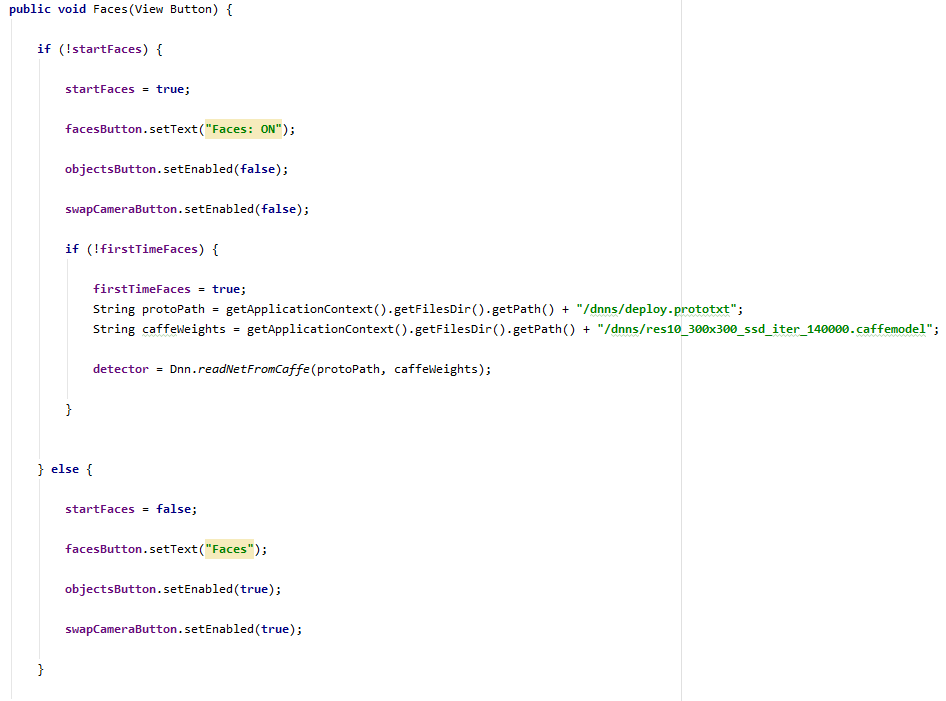 public void Faces(View Button) {
if (!startFaces) {
startFaces = true;
facesButton.setText("Faces: ON");
objectsButton.setEnabled(false);
swapCameraButton.setEnabled(false);
if (!firstTimeFaces) {
firstTimeFaces = true;
String protoPath = getApplicationContext().getFilesDir().getPath() + "/dnns/deploy.prototxt";
String caffeWeights = getApplicationContext().getFilesDir().getPath() + "/dnns/res10_300x300_ssd_iter_140000.caffemodel";
detector = Dnn.readNetFromCaffe(protoPath, caffeWeights);
}
} else {
startFaces = false;
facesButton.setText("Faces");
objectsButton.setEnabled(true);
swapCameraButton.setEnabled(true);
}